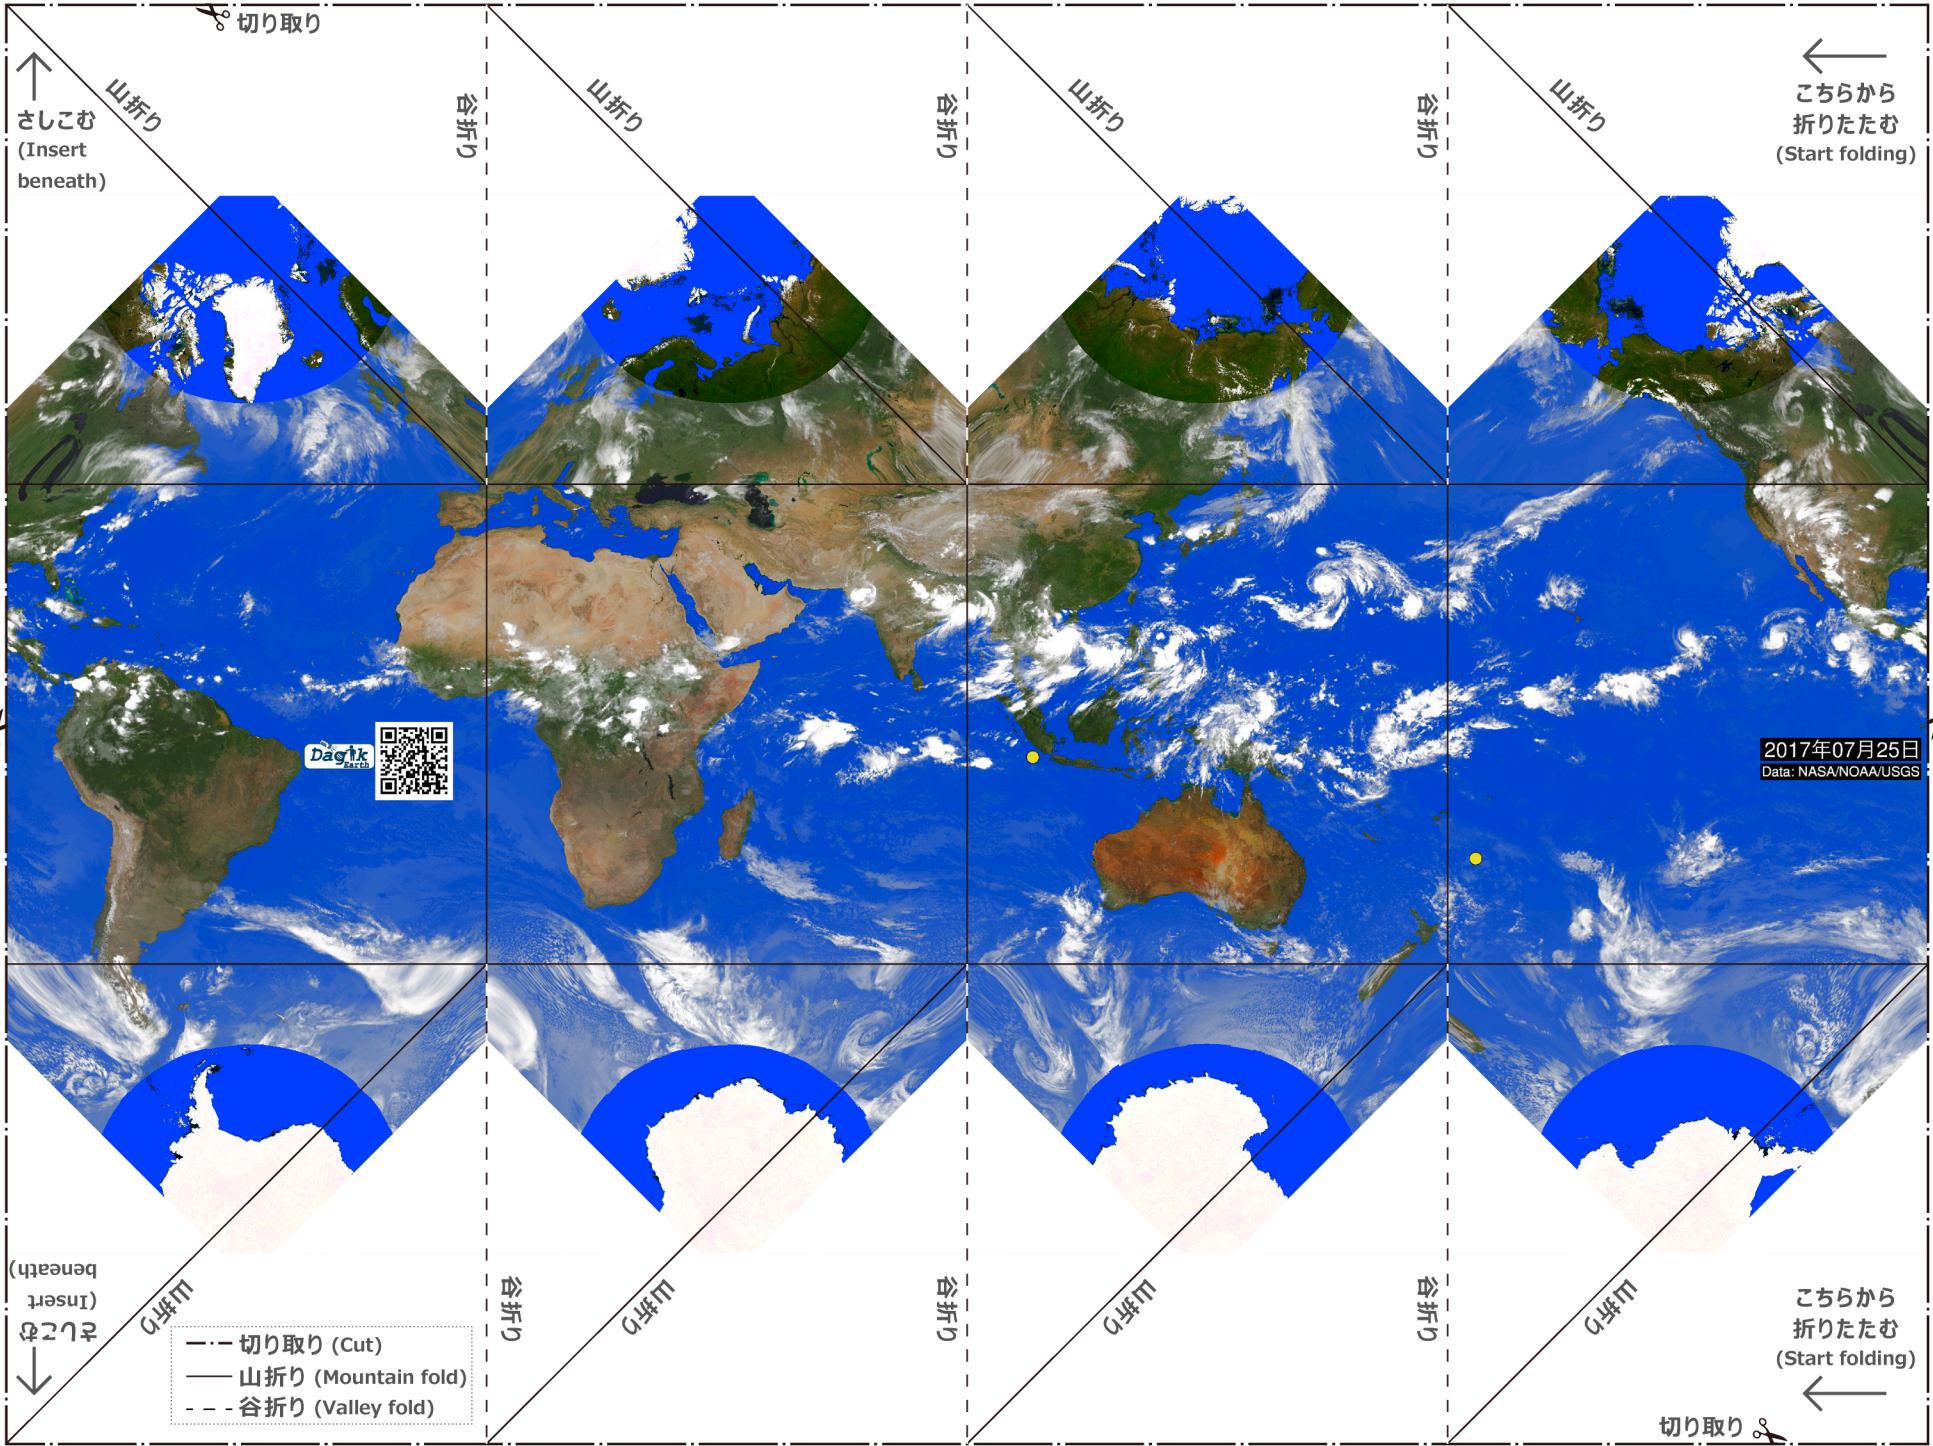 切り取り
山折り
谷折り
山折り
谷折り
山折り
谷折り
山折り
さしこむ
(Insert
beneath)
こちらから
折りたたむ
(Start folding)
Dagik
Earth
2017年07月25日
Data: NASA/NOAA/USGS
さしこむ
(Insert
beneath)
山折り
谷折り
山折り
谷折り
山折り
谷折り
山折り
切り取り (Cut)
山折り (Mountain fold)
谷折り (Valley fold)
こちらから
折りたたむ
(Start folding)
切り取り